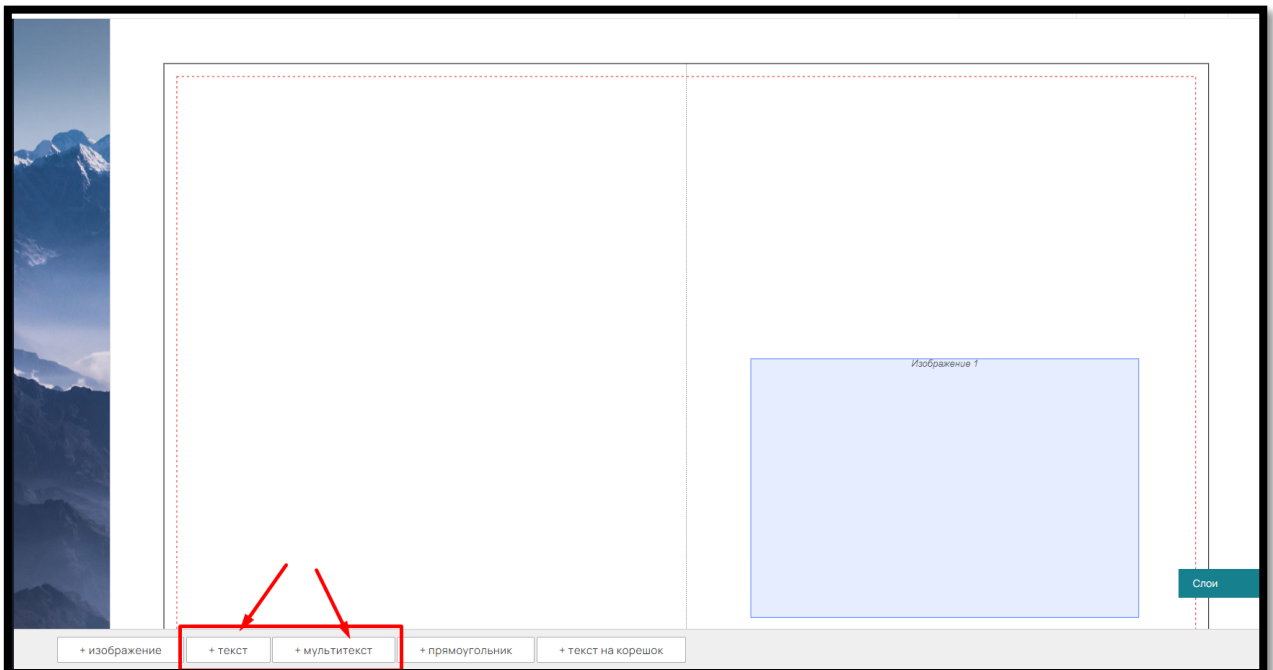 Изображение 1
Слои
+ изображение
+ текст
+ мультитекст
+ прямоугольник
+ текст на корешок